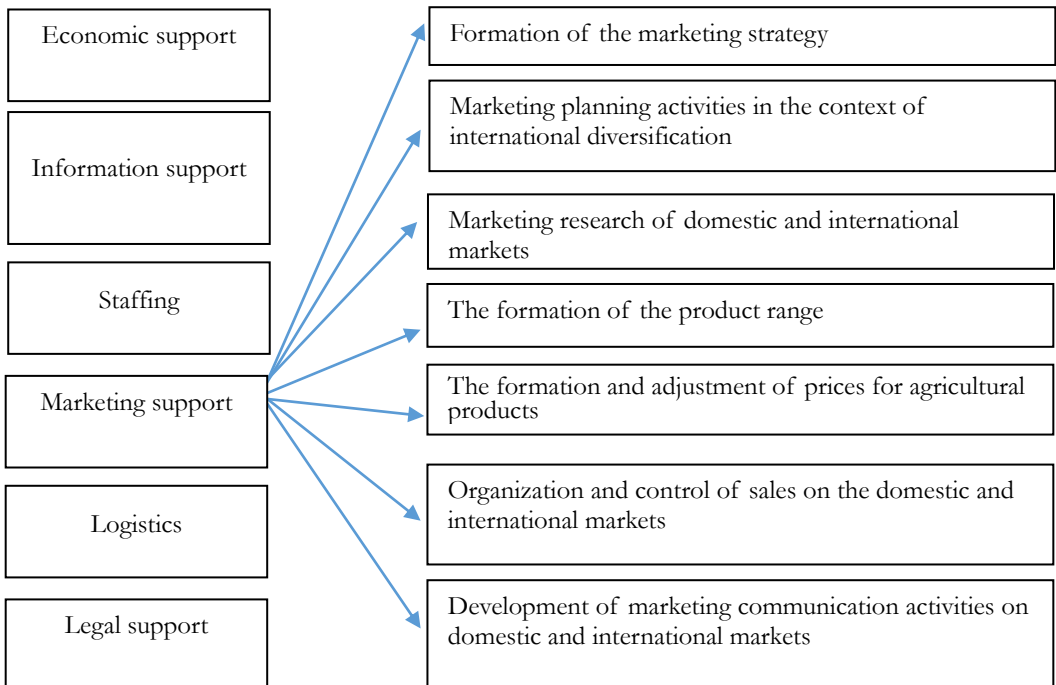 Economic support
Information support
Staffing
Marketing support
Logistics
Legal support
Formation of the marketing strategy
Marketing planning activities in the context of
international diversification
Marketing research of domestic and international
markets
The formation of the product range
The formation and adjustment of prices for agricultural
products
Organization and control of sales on the domestic and
international markets
Development of marketing communication activities on
domestic and international markets